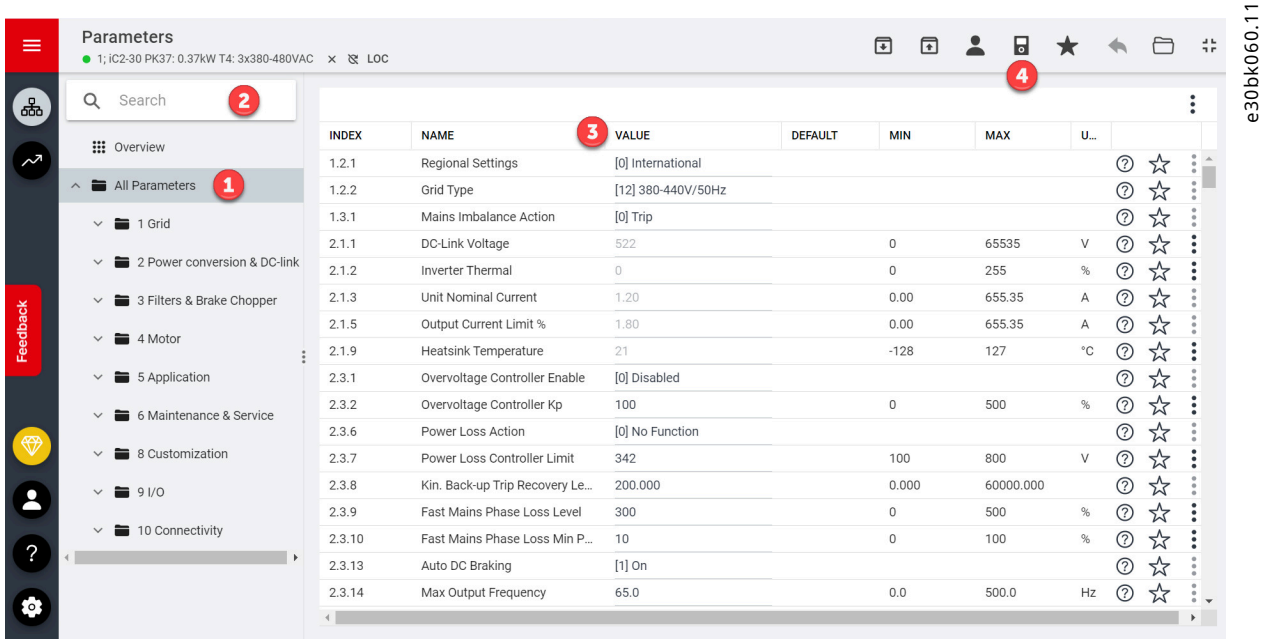 Parameters
1; iC2-30 PK37: 0.37kW T4: 3x380-480VAC LOC
e30bk060.11
4
Search 2
Overview
All Parameters 1
1 Grid
2 Power conversion & DC-link
3 Filters & Brake Chopper
4 Motor
5 Application
6 Maintenance & Service
8 Customization
9 I/O
10 Connectivity
Feedback
INDEX NAME 3 VALUE DEFAULT MIN MAX U...
1.2.1 Regional Settings [0] International
1.2.2 Grid Type [12] 380-440V/50Hz
1.3.1 Mains Imbalance Action [0] Trip
2.1.1 DC-Link Voltage 522 0 65535 V
2.1.2 Inverter Thermal 0 0 255 %
2.1.3 Unit Nominal Current 1.20 0.00 655.35 A
2.1.5 Output Current Limit % 1.80 0.00 655.35 A
2.1.9 Heatsink Temperature 21 -128 127 °C
2.3.1 Overvoltage Controller Enable [0] Disabled
2.3.2 Overvoltage Controller Kp 100 0 500 %
2.3.6 Power Loss Action [0] No Function
2.3.7 Power Loss Controller Limit 342 100 800 V
2.3.8 Kin. Back-up Trip Recovery Le... 200.000 0.000 60000.000
2.3.9 Fast Mains Phase Loss Level 300 0 500 %
2.3.10 Fast Mains Phase Loss Min P... 10 0 100 %
2.3.13 Auto DC Braking [1] On
2.3.14 Max Output Frequency 65.0 0.0 500.0 Hz